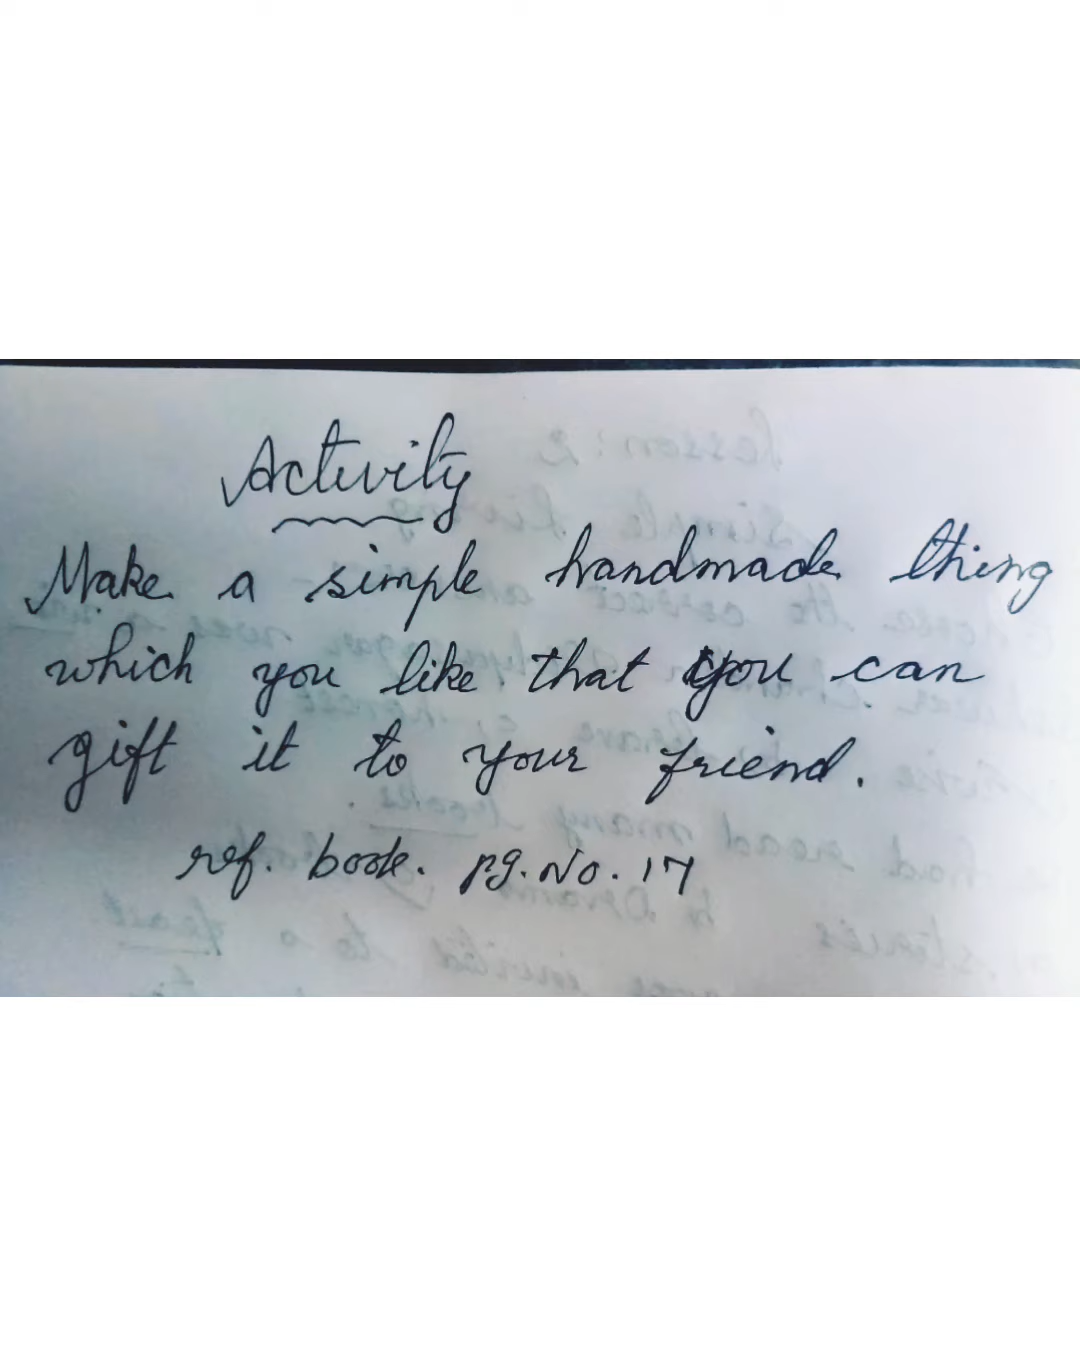 Activity
Make a simple handmade thing
which you like that you can
gift it to your friend.
ref. book. pg. No. 17